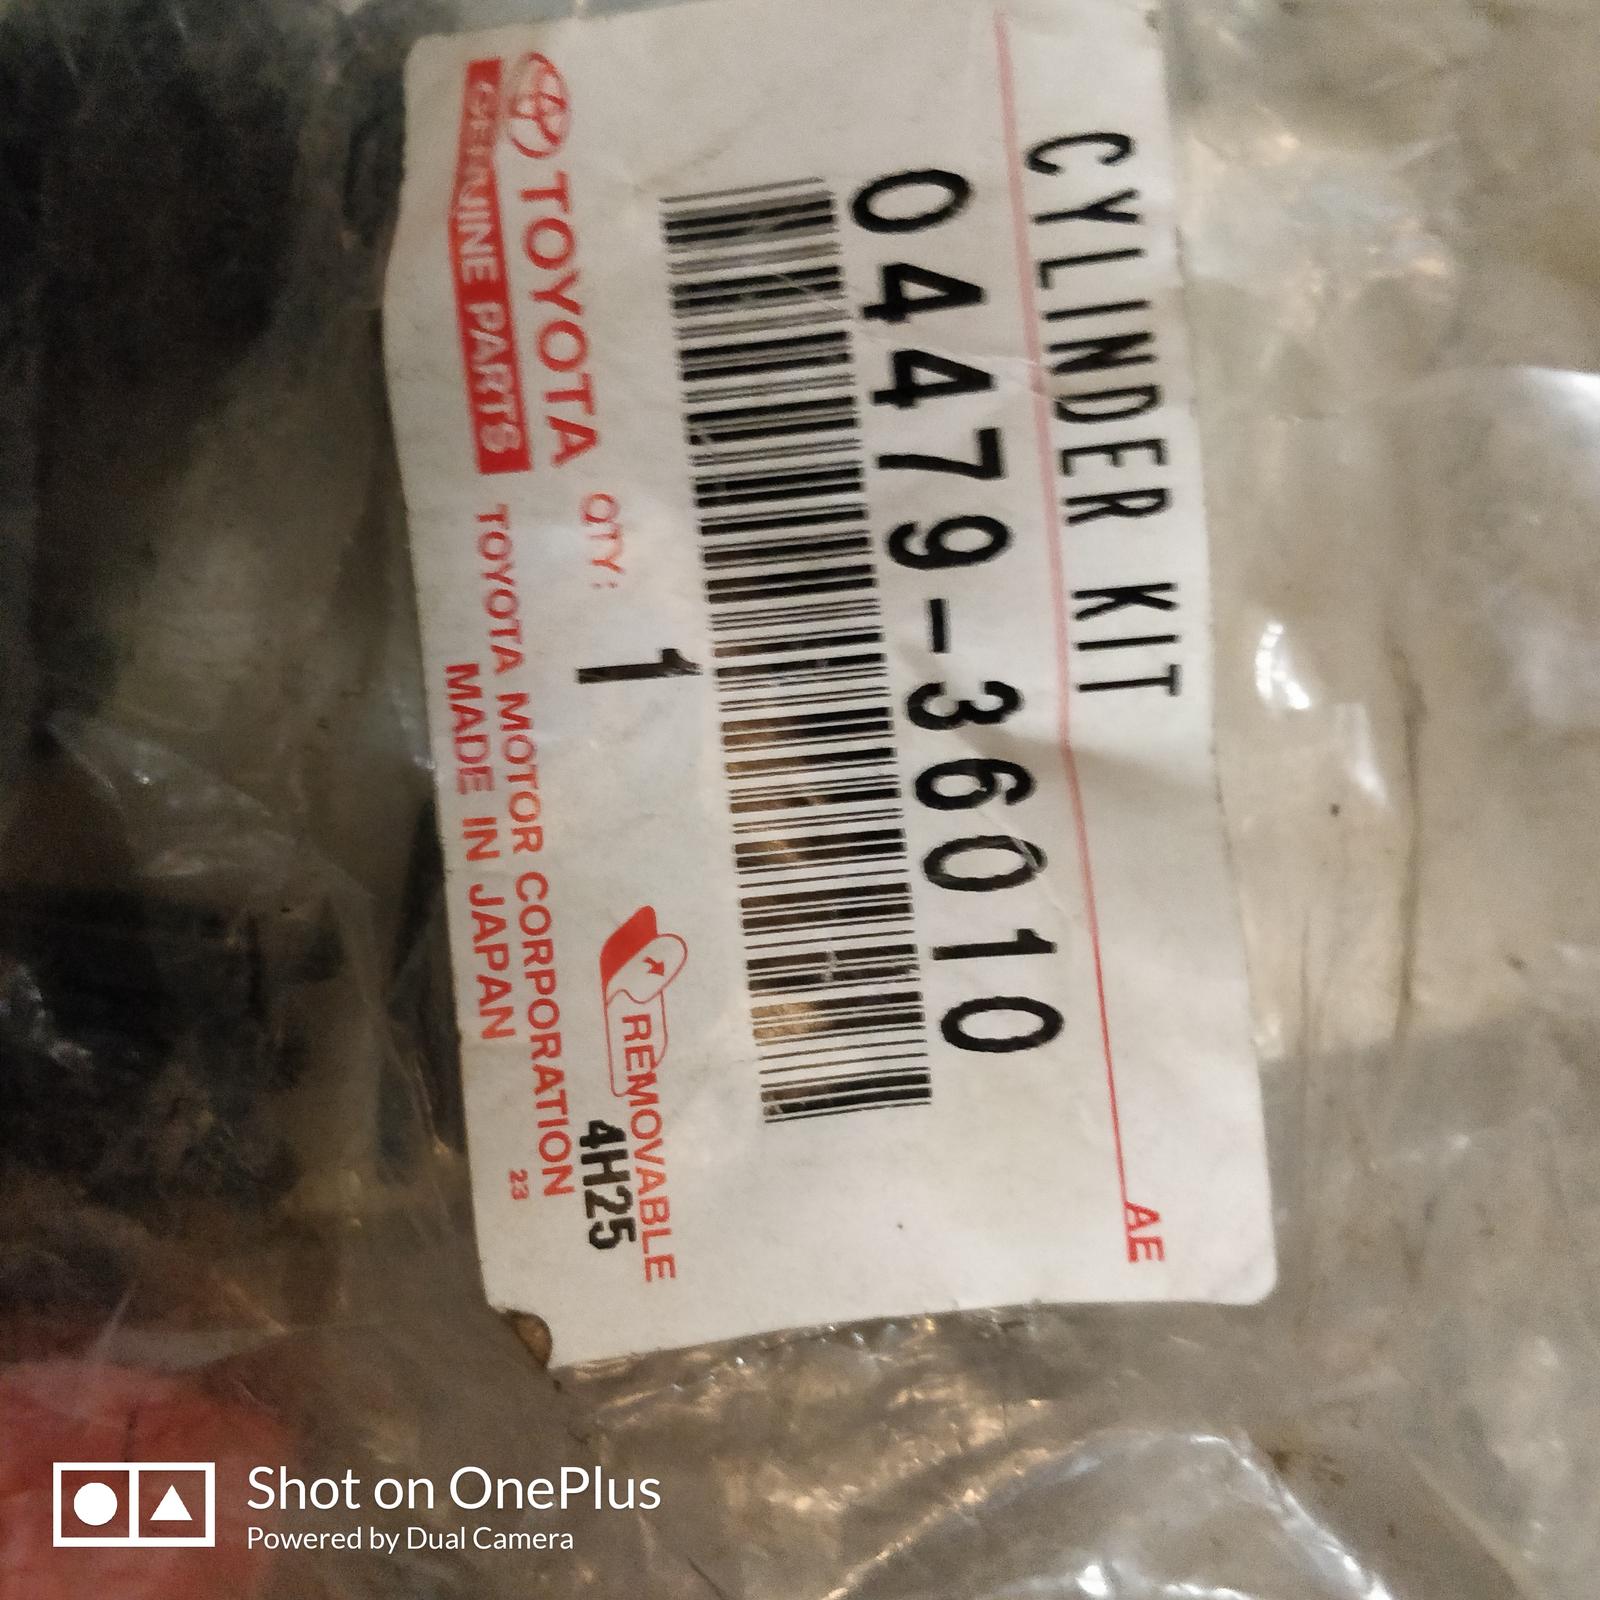 CYLINDER KIT
AE
04479-36010
QTY: 1
REMOVABLE
4H25
TOYOTA
GENUINE PARTS
TOYOTA MOTOR CORPORATION
MADE IN JAPAN
23
Shot on OnePlus
Powered by Dual Camera